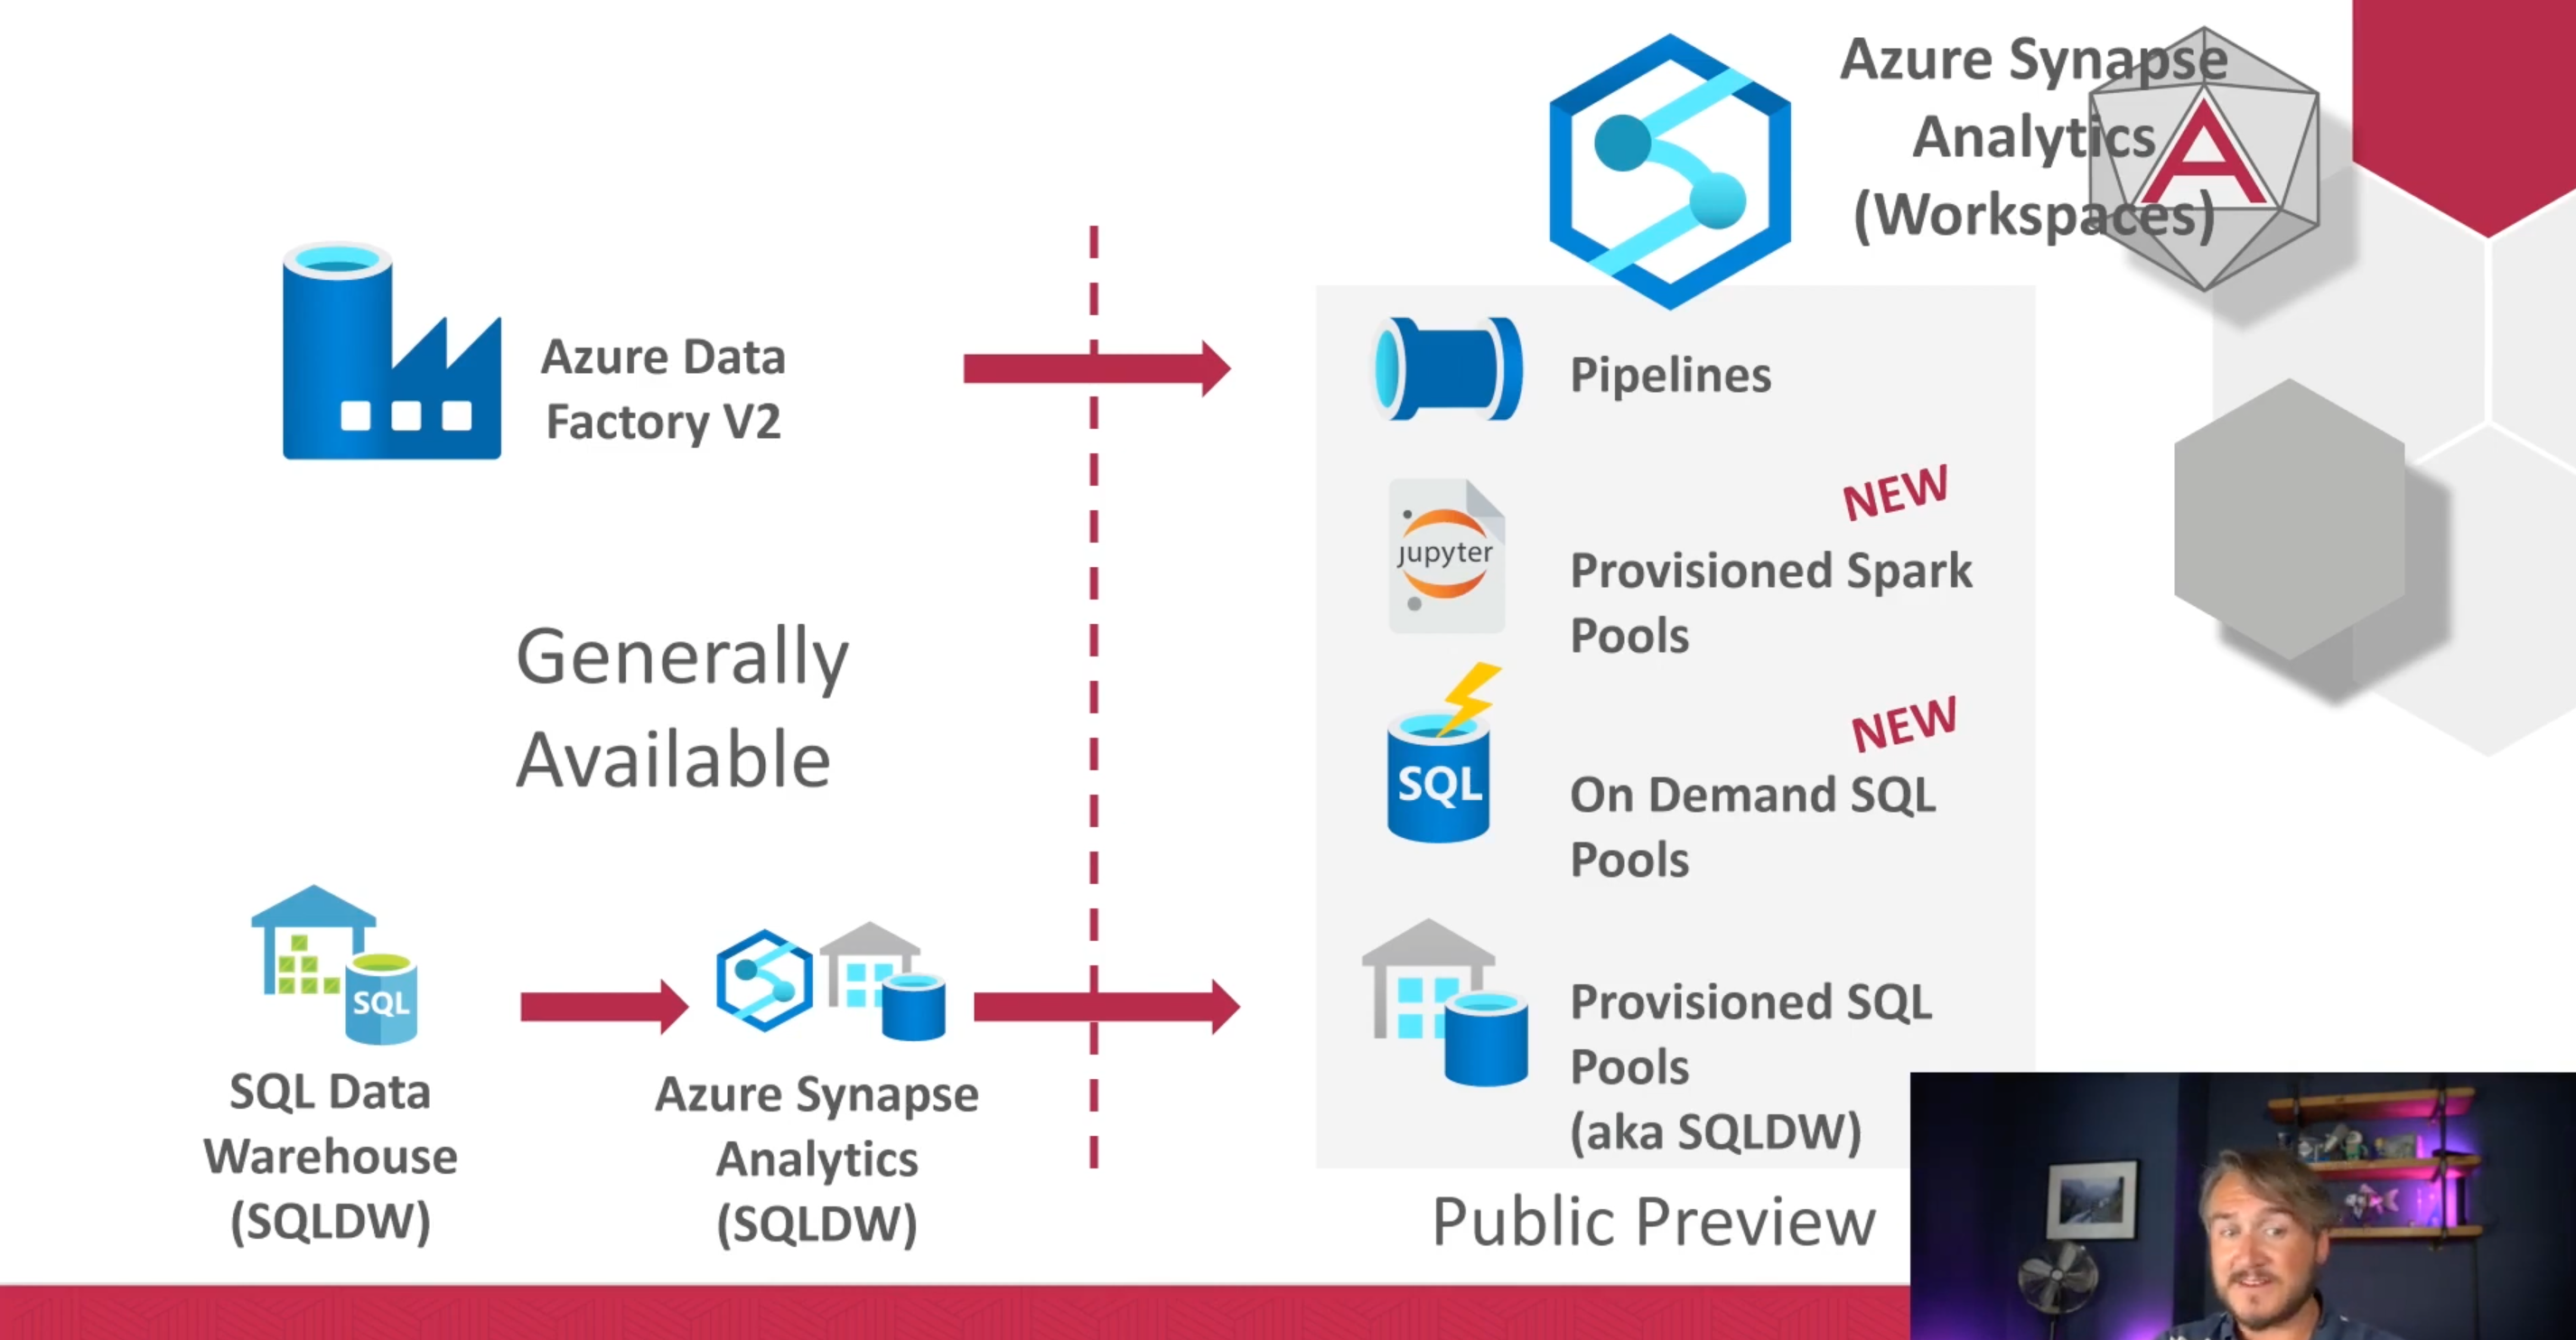 Azure Synapse
Analytics
(Workspaces)
A
Azure Data
Factory V2
Pipelines
NEW
jupyter
Provisioned Spark
Pools
Generally
Available
NEW
SQL
On Demand SQL
Pools
SQL
SQL Data
Warehouse
(SQLDW)
Azure Synapse
Analytics
(SQLDW)
Provisioned SQL
Pools
(aka SQLDW)
Public Preview